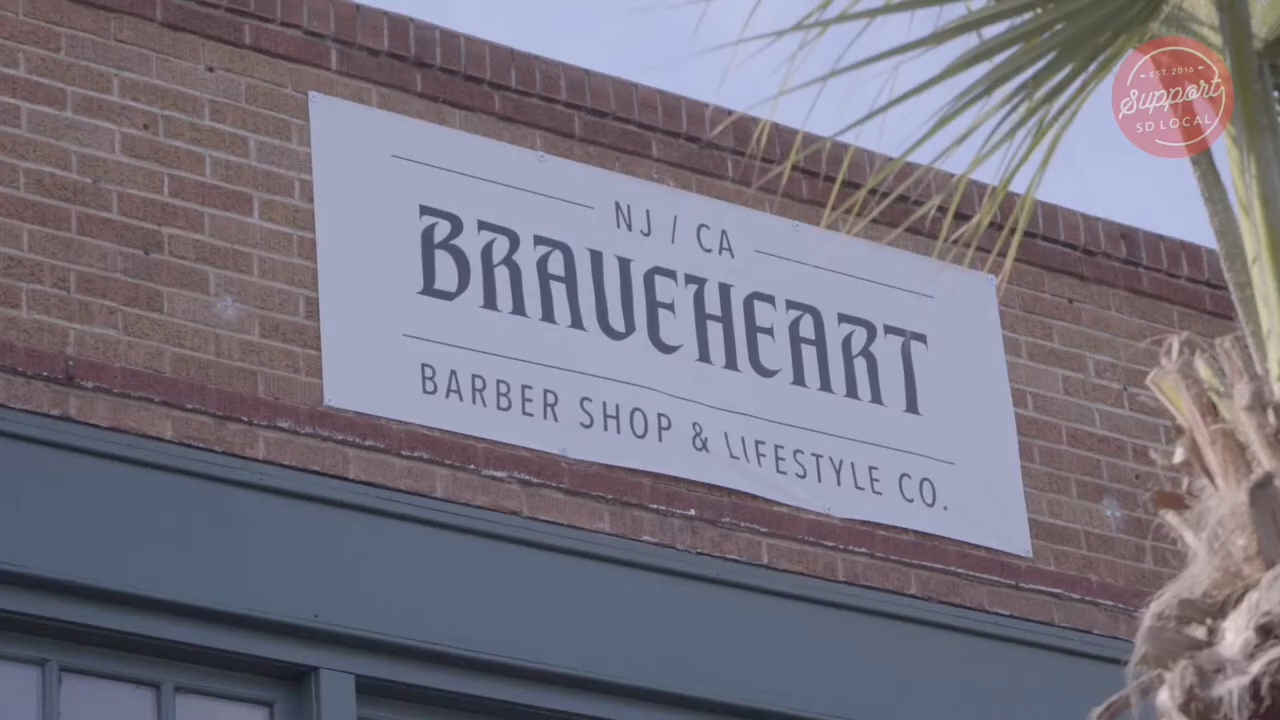 EST. 2016
Support
SD LOCAL
NJ / CA
BRAVEHEART
BARBER SHOP & LIFESTYLE CO.